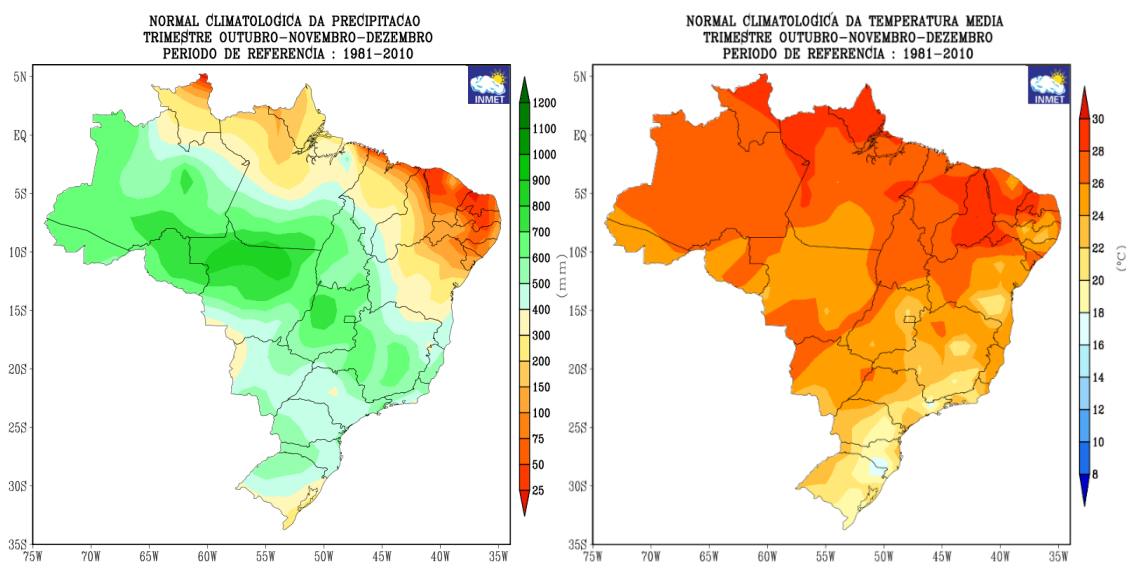 NORMAL CLIMATOLOGICA DA PRECIPITACAO
TRIMESTRE OUTUBRO-NOVEMBRO-DEZEMBRO
PERIODO DE REFERENCIA : 1981-2010
5N
EQ
5S
10S
15S
20S
25S
30S
35S
75W 70W 65W 60W 55W 50W 45W 40W 35W
INMET
1200
1100
1000
900
800
700
600
500
400
300
200
150
100
75
50
25
(mm)
NORMAL CLIMATOLOGICA DA TEMPERATURA MEDIA
TRIMESTRE OUTUBRO-NOVEMBRO-DEZEMBRO
PERIODO DE REFERENCIA : 1981-2010
5N
EQ
5S
10S
15S
20S
25S
30S
35S
75W 70W 65W 60W 55W 50W 45W 40W 35W
INMET
30
28
26
24
22
20
18
16
14
12
10
8
(°C)